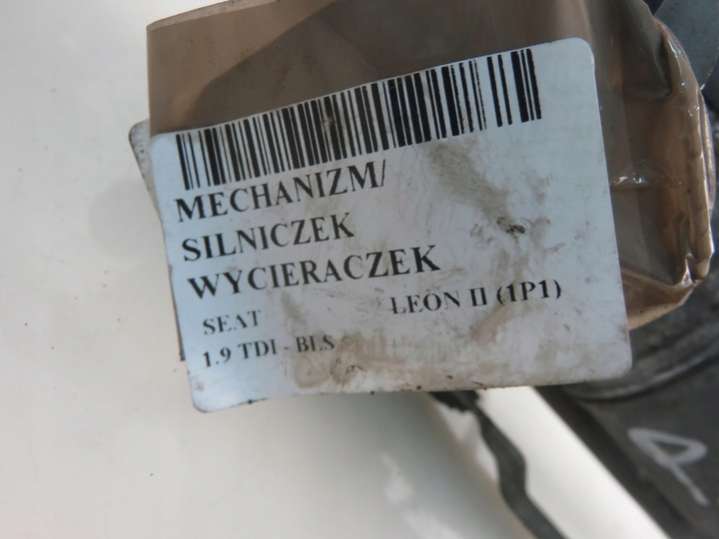 MECHANIZM/
SILNICZEK
WYCIERACZEK
SEAT LEON II (1P1)
1.9 TDI - BLS